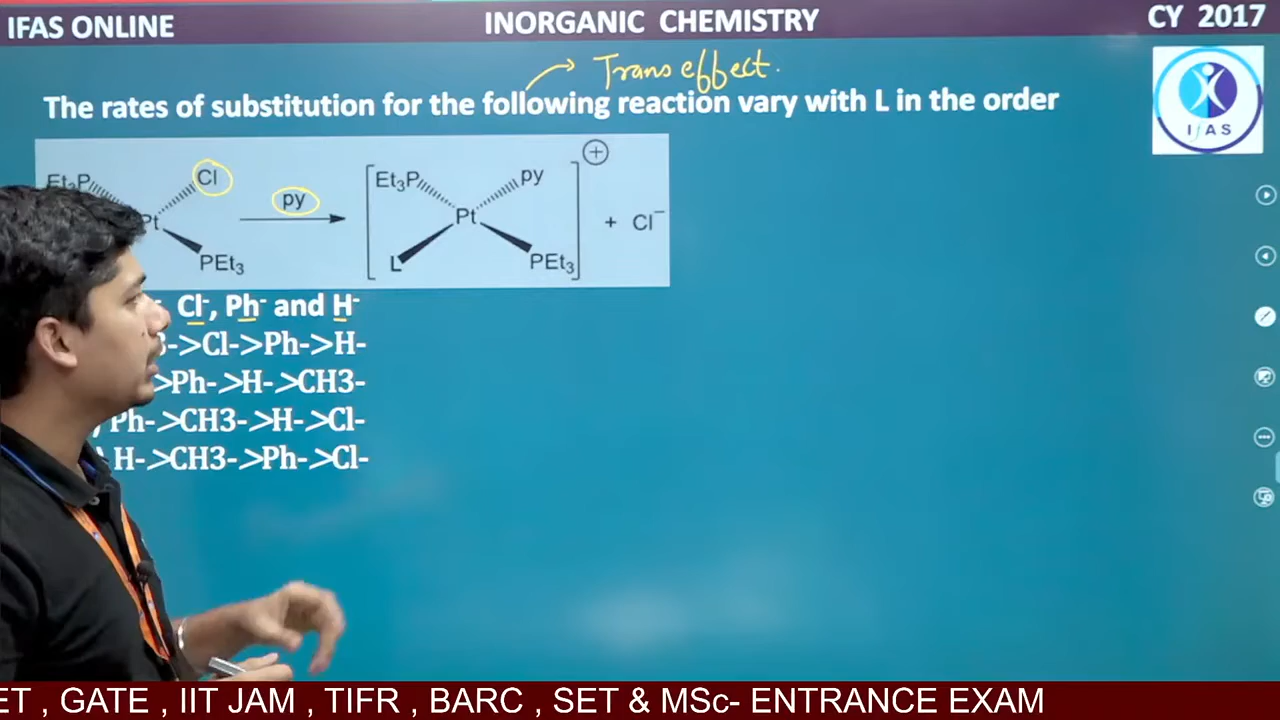 IFAS ONLINE
INORGANIC CHEMISTRY
CY 2017
Trans effect.
The rates of substitution for the following reaction vary with L in the order
IFAS
Et3P Cl
Pt
PEt3
py
Et3P py
Pt
L PEt3
+
+ Cl−
Cl-, Ph- and H-
->Cl->Ph->H-
>Ph->H->CH3-
Ph->CH3->H->Cl-
H->CH3->Ph->Cl-
ET , GATE , IIT JAM , TIFR , BARC , SET & MSc- ENTRANCE EXAM